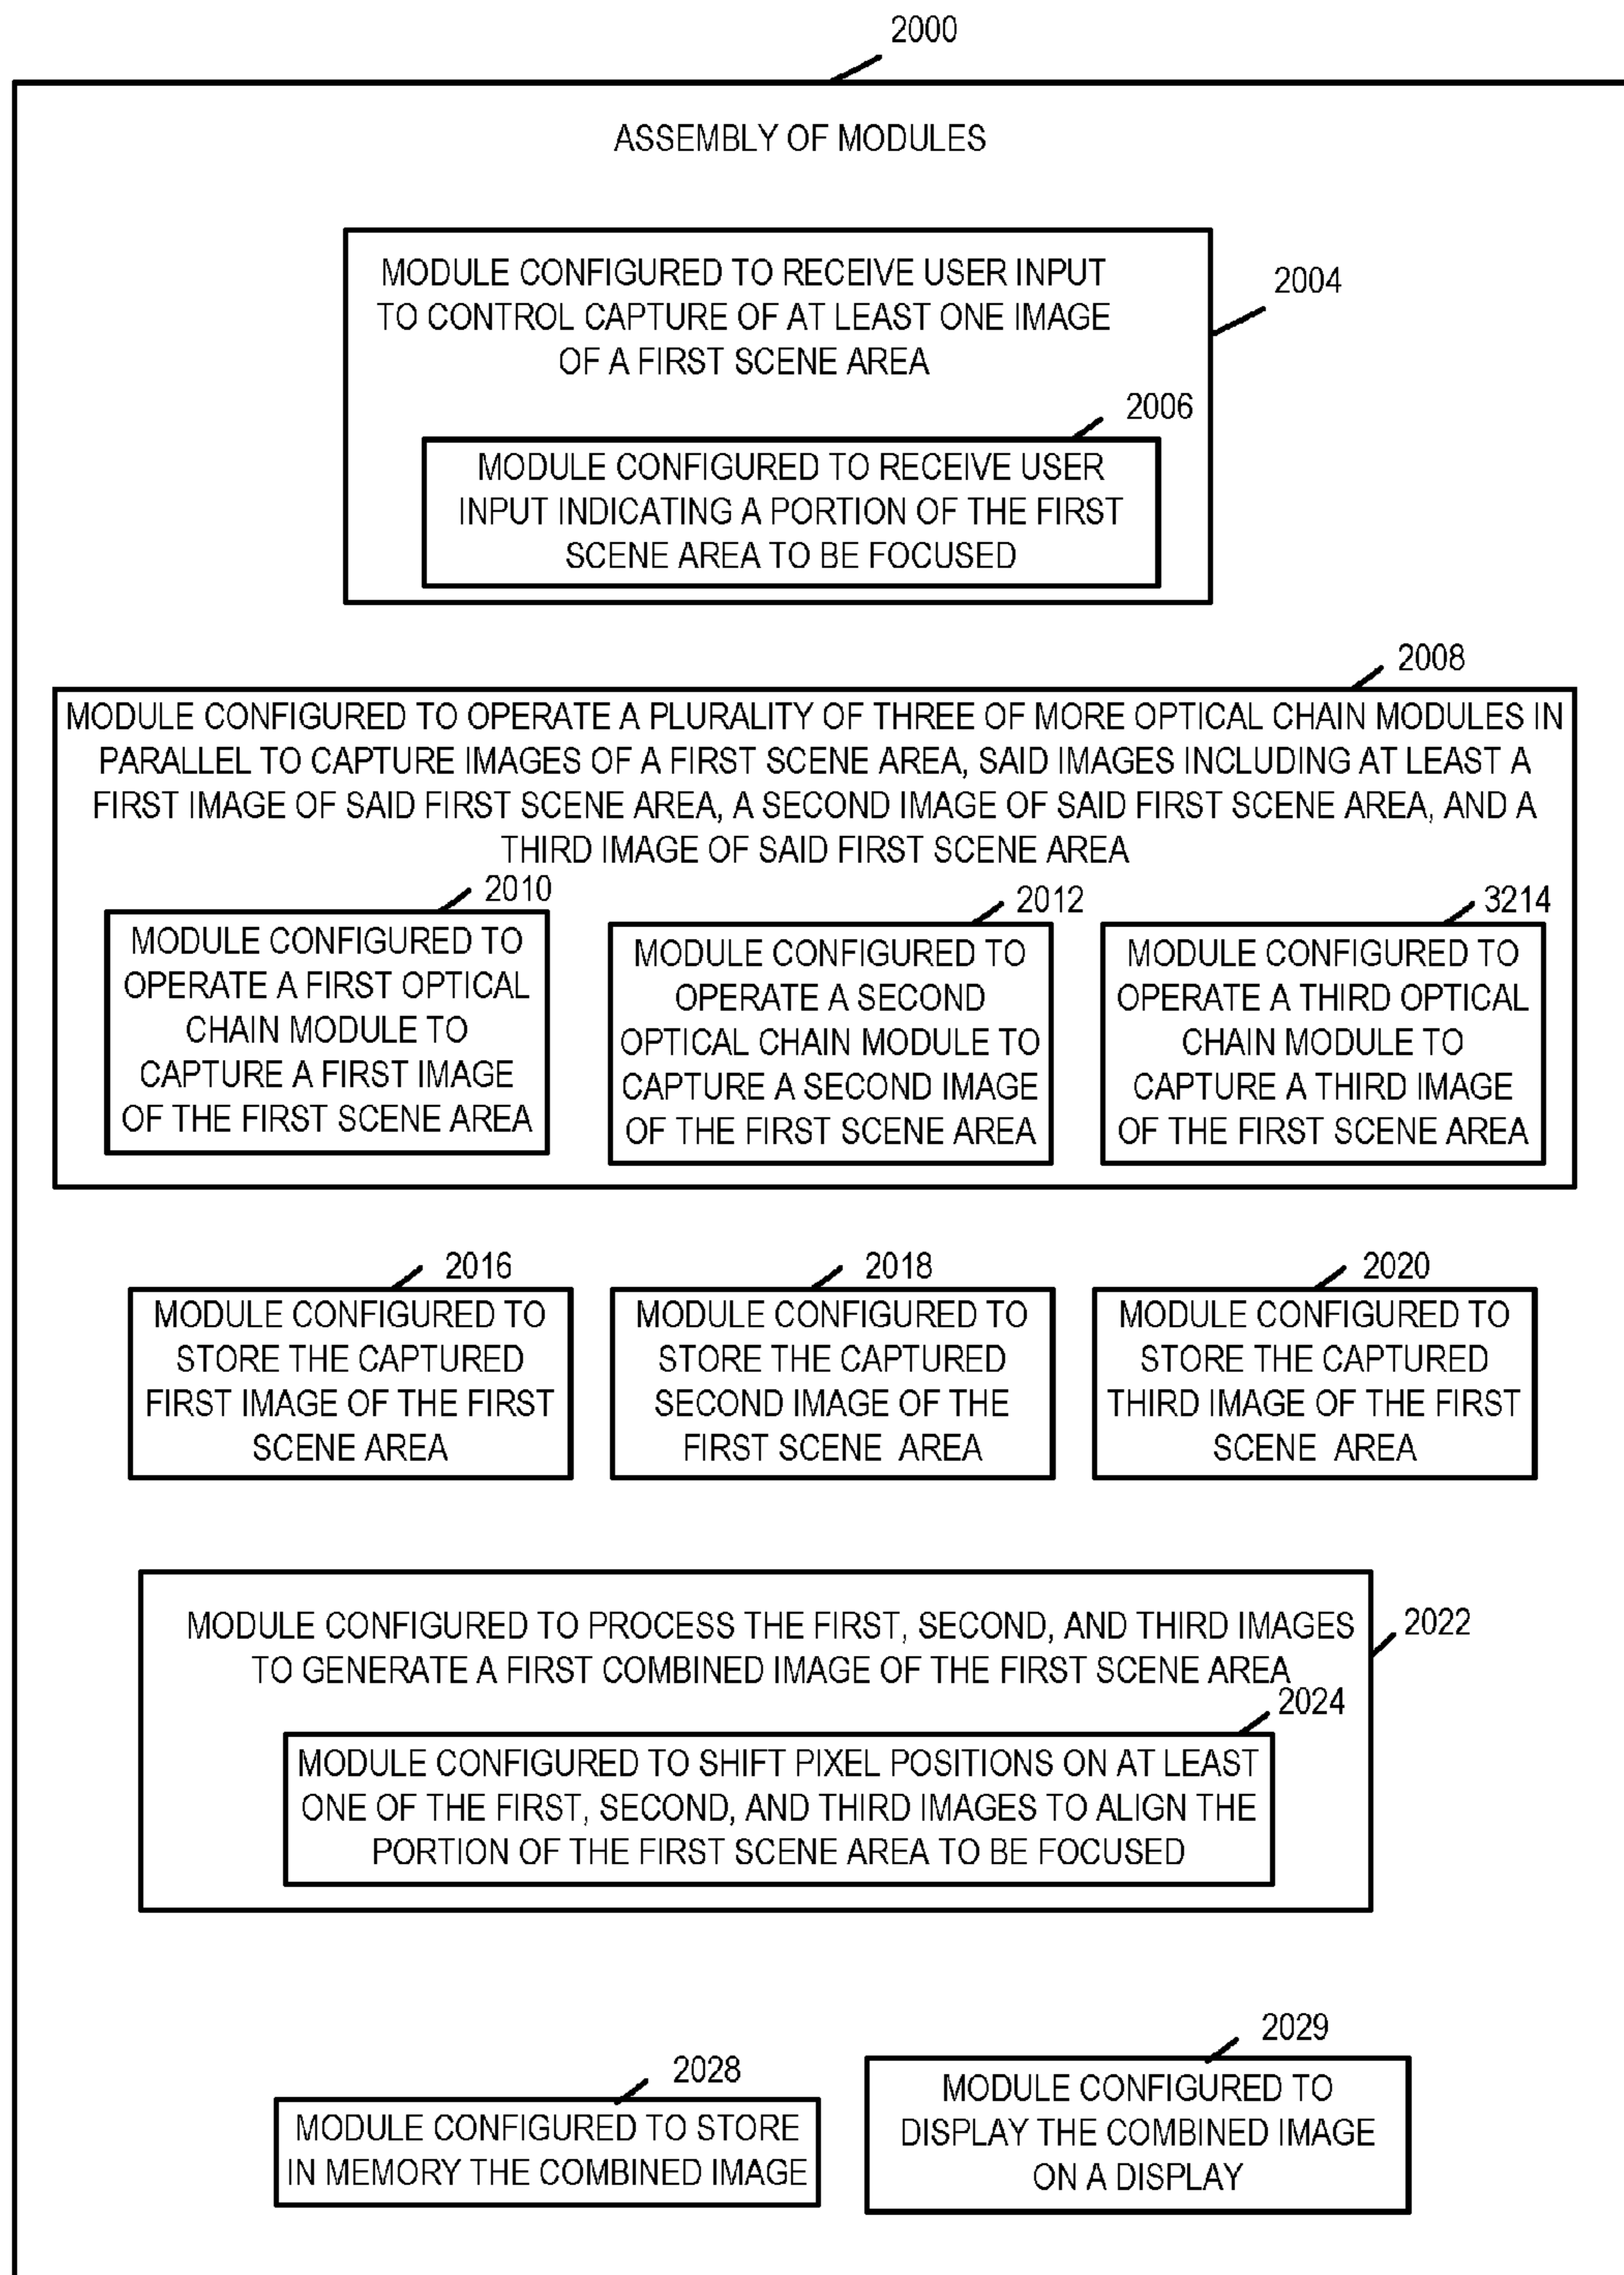 2000
ASSEMBLY OF MODULES
MODULE CONFIGURED TO RECEIVE USER INPUT
TO CONTROL CAPTURE OF AT LEAST ONE IMAGE
OF A FIRST SCENE AREA
2004
2006
MODULE CONFIGURED TO RECEIVE USER
INPUT INDICATING A PORTION OF THE FIRST
SCENE AREA TO BE FOCUSED
2008
MODULE CONFIGURED TO OPERATE A PLURALITY OF THREE OF MORE OPTICAL CHAIN MODULES IN
PARALLEL TO CAPTURE IMAGES OF A FIRST SCENE AREA, SAID IMAGES INCLUDING AT LEAST A
FIRST IMAGE OF SAID FIRST SCENE AREA, A SECOND IMAGE OF SAID FIRST SCENE AREA, AND A
THIRD IMAGE OF SAID FIRST SCENE AREA
2010
MODULE CONFIGURED TO
OPERATE A FIRST OPTICAL
CHAIN MODULE TO
CAPTURE A FIRST IMAGE
OF THE FIRST SCENE AREA
2012
MODULE CONFIGURED TO
OPERATE A SECOND
OPTICAL CHAIN MODULE TO
CAPTURE A SECOND IMAGE
OF THE FIRST SCENE AREA
3214
MODULE CONFIGURED TO
OPERATE A THIRD OPTICAL
CHAIN MODULE TO
CAPTURE A THIRD IMAGE
OF THE FIRST SCENE AREA
2016
MODULE CONFIGURED TO
STORE THE CAPTURED
FIRST IMAGE OF THE FIRST
SCENE AREA
2018
MODULE CONFIGURED TO
STORE THE CAPTURED
SECOND IMAGE OF THE
FIRST SCENE AREA
2020
MODULE CONFIGURED TO
STORE THE CAPTURED
THIRD IMAGE OF THE FIRST
SCENE AREA
MODULE CONFIGURED TO PROCESS THE FIRST, SECOND, AND THIRD IMAGES
TO GENERATE A FIRST COMBINED IMAGE OF THE FIRST SCENE AREA
2022
2024
MODULE CONFIGURED TO SHIFT PIXEL POSITIONS ON AT LEAST
ONE OF THE FIRST, SECOND, AND THIRD IMAGES TO ALIGN THE
PORTION OF THE FIRST SCENE AREA TO BE FOCUSED
2028
MODULE CONFIGURED TO STORE
IN MEMORY THE COMBINED IMAGE
2029
MODULE CONFIGURED TO
DISPLAY THE COMBINED IMAGE
ON A DISPLAY